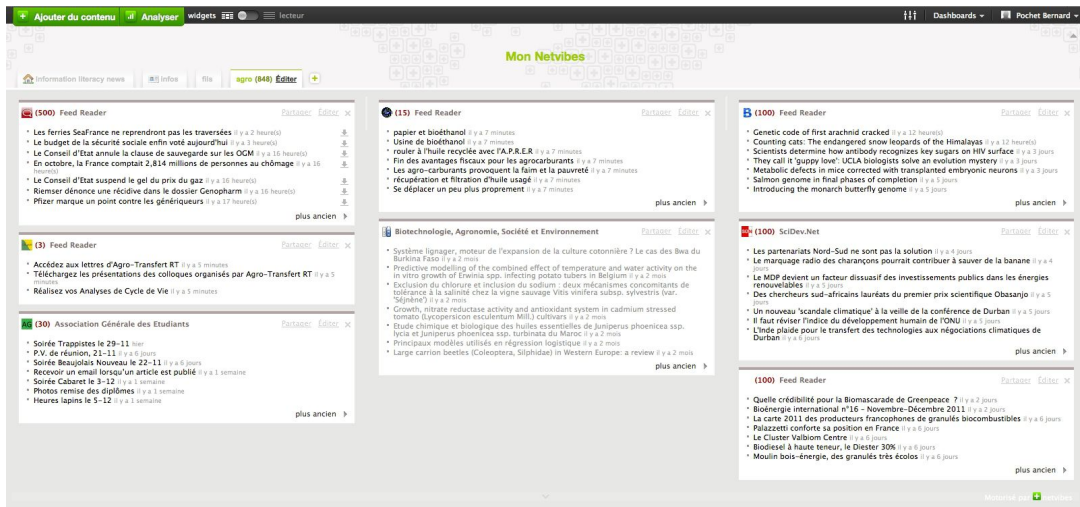 Ajouter du contenu Analyser widgets lecteur Dashboards Pochet Bernard
Mon Netvibes
information literacy news infos fils agro (848) Éditer
(500) Feed Reader Partager Éditer
Les ferries SeaFrance ne reprendront pas les traversées il y a 2 heure(s)
Le budget de la sécurité sociale enfin voté aujourd'hui il y a 3 heure(s)
Le Conseil d'Etat annule la clause de sauvegarde sur les OGM il y a 16 heure(s)
En octobre, la France comptait 2,814 millions de personnes au chômage il y a 16
heure(s)
Le Conseil d'Etat suspend le gel du prix du gaz il y a 16 heure(s)
Riemser dénonce une récidive dans le dossier Genopharm il y a 16 heure(s)
Pfizer marque un point contre les génériqueurs il y a 17 heure(s)
plus ancien
(3) Feed Reader Partager Éditer
Accédez aux lettres d'Agro-Transfert RT il y a 5 minutes
Téléchargez les présentations des colloques organisés par Agro-Transfert RT il y a 5
minutes
Réalisez vos Analyses de Cycle de Vie il y a 5 minutes
AG (30) Association Générale des Etudiants Partager Éditer
Soirée Trappistes le 29-11 hier
P.V. de réunion, 21-11 il y a 6 jours
Soirée Beaujolais Nouveau le 22-11 il y a 6 jours
Recevoir un email lorsqu'un article est publié il y a 1 semaine
Soirée Cabaret le 3-12 il y a 1 semaine
Photos remise des diplômes il y a 1 semaine
Heures lapins le 5-12 il y a 1 semaine
plus ancien
(15) Feed Reader Partager Éditer
papier et bioéthanol il y a 7 minutes
Usine de bioéthanol il y a 7 minutes
rouler à l'huile recyclée avec l'A.P.R.E.R il y a 7 minutes
Fin des avantages fiscaux pour les agrocarburants il y a 7 minutes
Les agro-carburants provoquent la faim et la pauvreté il y a 7 minutes
récupération et filtration d'huile usagé il y a 7 minutes
Se déplacer un peu plus proprement il y a 7 minutes
plus ancien
Biotechnologie, Agronomie, Société et Environnement Partager Éditer
Système lignager, moteur de l'expansion de la culture cotonnière ? Le cas des Bwa du
Burkina Faso il y a 2 mois
Predictive modelling of the combined effect of temperature and water activity on the
in vitro growth of Erwinia spp. infecting potato tubers in Belgium il y a 2 mois
Exclusion du chlorure et inclusion du sodium : deux mécanismes concomitants de
tolérance à la salinité chez la vigne sauvage Vitis vinifera subsp. sylvestris (var.
'Séjnène') il y a 2 mois
Growth, nitrate reductase activity and antioxidant system in cadmium stressed
tomato (Lycopersicon esculentum Mill.) cultivars il y a 2 mois
Etude chimique et biologique des huiles essentielles de Juniperus phoenicea ssp.
lycia et Juniperus phoenicea ssp. turbinata du Maroc il y a 2 mois
Principaux modèles utilisés en régression logistique il y a 2 mois
Large carrion beetles (Coleoptera, Silphidae) in Western Europe: a review il y a 2 mois
plus ancien
B (100) Feed Reader Partager Éditer
Genetic code of first arachnid cracked il y a 12 heure(s)
Counting cats: The endangered snow leopards of the Himalayas il y a 12 heure(s)
Scientists determine how antibody recognizes key sugars on HIV surface il y a 3 jours
They call it 'guppy love': UCLA biologists solve an evolution mystery il y a 3 jours
Metabolic defects in mice corrected with transplanted embryonic neurons il y a 3 jours
Salmon genome in final phases of completion il y a 5 jours
Introducing the monarch butterfly genome il y a 5 jours
plus ancien
(100) SciDev.Net Partager Éditer
Les partenariats Nord-Sud ne sont pas la solution il y a 4 jours
Le marquage radio des charançons pourrait contribuer à sauver de la banane il y a 4
jours
Le MDP devient un facteur dissuasif des investissements publics dans les énergies
renouvelables il y a 5 jours
Des chercheurs sud-africains lauréats du premier prix scientifique Obasanjo il y a 5
jours
Un nouveau 'scandale climatique' à la veille de la conférence de Durban il y a 5 jours
Il faut réviser l'indice du développement humain de l'ONU il y a 5 jours
L'Inde plaide pour le transfert des technologies aux négociations climatiques de
Durban il y a 6 jours
plus ancien
(100) Feed Reader Partager Éditer
Quelle crédibilité pour la Biomascarade de Greenpeace ? il y a 2 jours
Bioénergie international n°16 - Novembre-Décembre 2011 il y a 2 jours
La carte 2011 des producteurs francophones de granulés biocombustibles il y a 6 jours
Palazzetti conforte sa position en France il y a 6 jours
Le Cluster Valbiom Centre il y a 6 jours
Biodiesel à haute teneur, le Diester 30% il y a 6 jours
Moulin bois-énergie, des granulés très écolos il y a 6 jours
plus ancien
Motorisé par netvibes